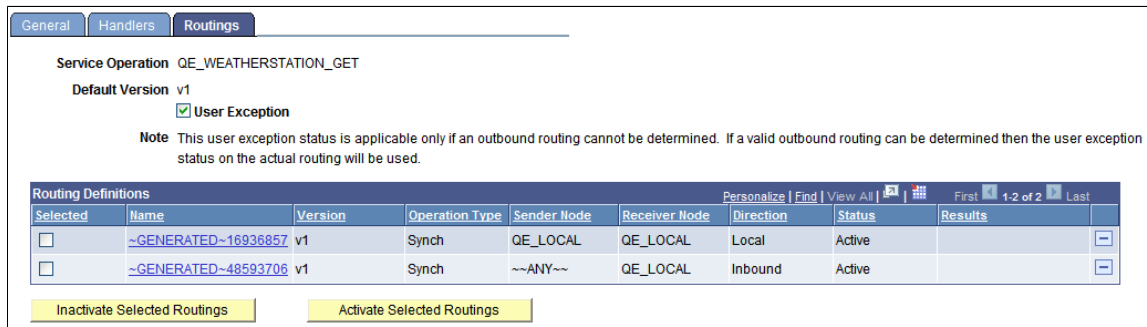 General Handlers Routings
Service Operation QE_WEATHERSTATION_GET
Default Version v1
User Exception
Note This user exception status is applicable only if an outbound routing cannot be determined. If a valid outbound routing can be determined then the user exception
status on the actual routing will be used.
Routing Definitions Personalize | Find | View All | | First 1-2 of 2 Last
Selected Name Version Operation Type Sender Node Receiver Node Direction Status Results
~GENERATED~16936857 v1 Synch QE_LOCAL QE_LOCAL Local Active
~GENERATED~48593706 v1 Synch ~~ANY~~ QE_LOCAL Inbound Active
Inactivate Selected Routings Activate Selected Routings